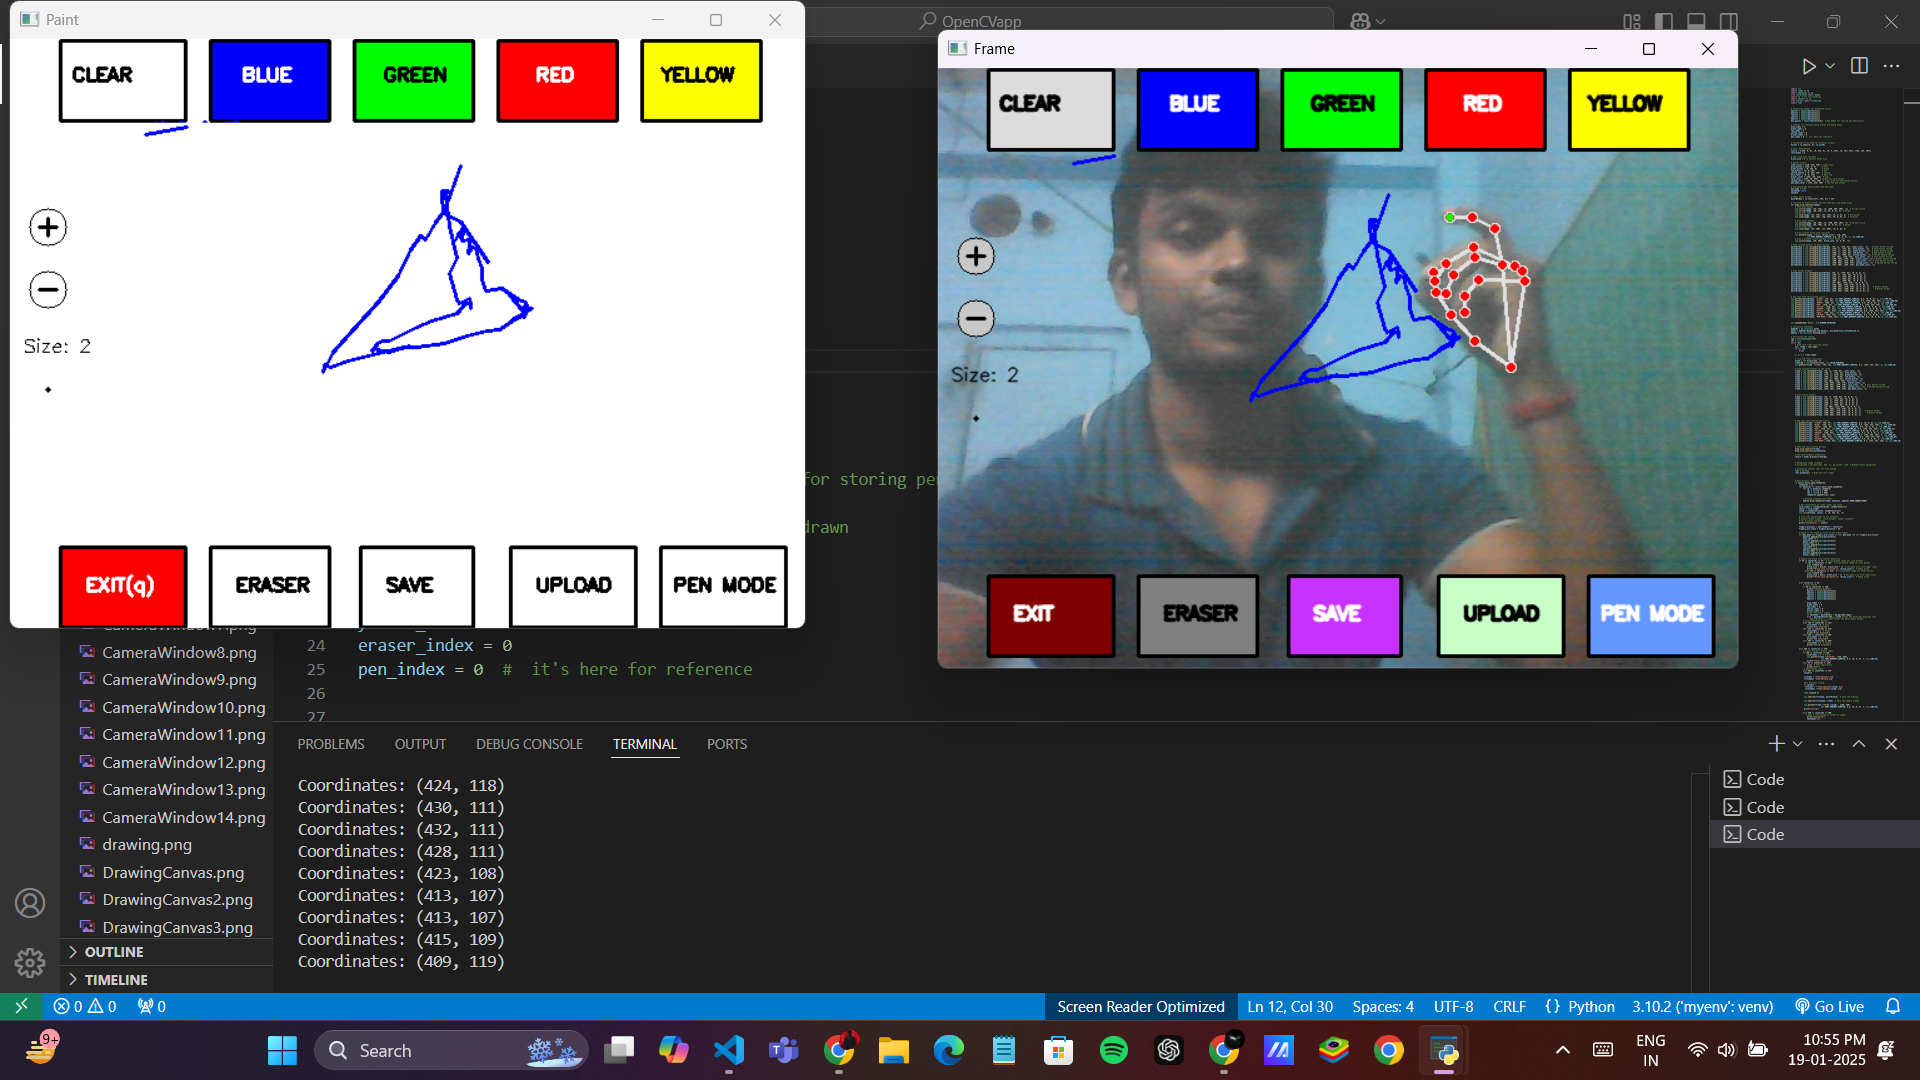 Paint
CLEAR
BLUE
GREEN
RED
YELLOW
Size: 2
EXIT(q)
ERASER
SAVE
UPLOAD
PEN MODE
OpenCVapp
Frame
CLEAR
BLUE
GREEN
RED
YELLOW
Size: 2
EXIT
ERASER
SAVE
UPLOAD
PEN MODE
for storing pe
drawn
24 eraser_index = 0
25 pen_index = 0 # it's here for reference
26
27
CameraWindow8.png
CameraWindow9.png
CameraWindow10.png
CameraWindow11.png
CameraWindow12.png
CameraWindow13.png
CameraWindow14.png
drawing.png
DrawingCanvas.png
DrawingCanvas2.png
DrawingCanvas3.png
OUTLINE
TIMELINE
PROBLEMS OUTPUT DEBUG CONSOLE TERMINAL PORTS
Coordinates: (424, 118)
Coordinates: (430, 111)
Coordinates: (432, 111)
Coordinates: (428, 111)
Coordinates: (423, 108)
Coordinates: (413, 107)
Coordinates: (413, 107)
Coordinates: (415, 109)
Coordinates: (409, 119)
Code
Code
Code
0 0 0
Screen Reader Optimized Ln 12, Col 30 Spaces: 4 UTF-8 CRLF {} Python 3.10.2 ('myenv': venv) Go Live
9+
Search
ENG
IN
10:55 PM
19-01-2025